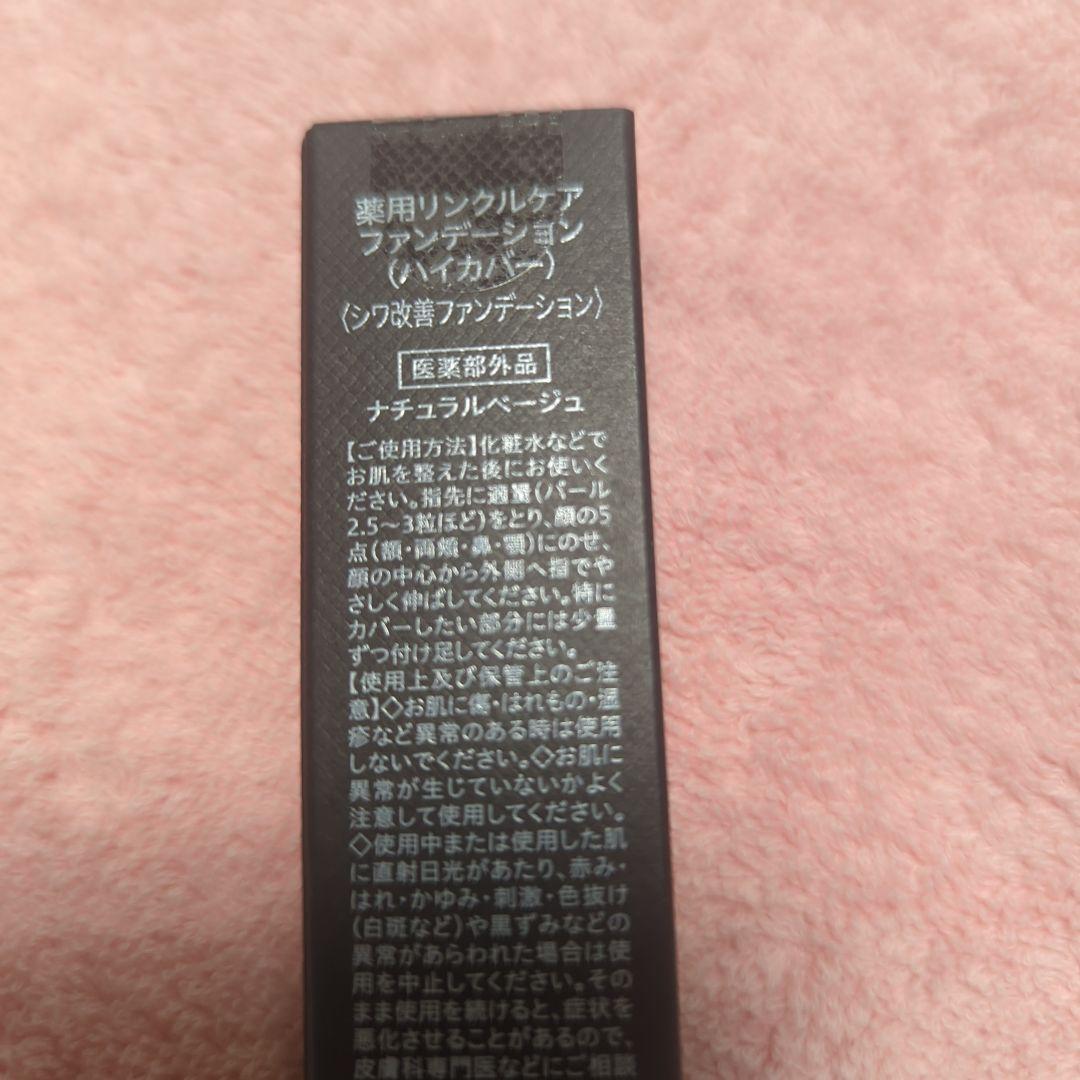 薬用リンクルケア
ファンデーション
(ハイカバー)
〈シワ改善ファンデーション〉
医薬部外品
ナチュラルベージュ
【ご使用方法】化粧水などで
お肌を整えた後にお使いく
ださい。指先に適量(パール
2.5〜3粒ほど)をとり、顔の5
点(額・両頬・鼻・顎)にのせ、
顔の中心から外側へ指でや
さしく伸ばしてください。特に
カバーしたい部分には少量
ずつ付け足してください。
【使用上及び保管上のご注
意】◇お肌に傷・はれもの・湿
疹など異常のある時は使用
しないでください。◇お肌に
異常が生じていないかよく
注意して使用してください。
◇使用中または使用した肌
に直射日光があたり、赤み・
はれ・かゆみ・刺激・色抜け
(白斑など)や黒ずみなどの
異常があらわれた場合は使
用を中止してください。その
まま使用を続けると、症状を
悪化させることがあるので、
皮膚科専門医などにご相談